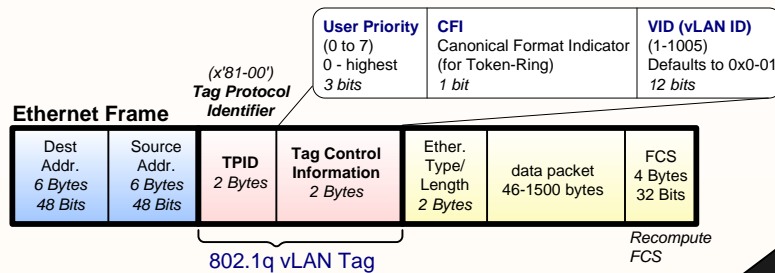 User Priority
(0 to 7)
0 - highest
3 bits
CFI
Canonical Format Indicator
(for Token-Ring)
1 bit
VID (vLAN ID)
(1-1005)
Defaults to 0x0-01
12 bits
(x'81-00')
Tag Protocol
Identifier
Ethernet Frame
Dest
Addr.
6 Bytes
48 Bits
Source
Addr.
6 Bytes
48 Bits
TPID
2 Bytes
Tag Control
Information
2 Bytes
Ether.
Type/
Length
2 Bytes
data packet
46-1500 bytes
FCS
4 Bytes
32 Bits
Recompute
FCS
802.1q vLAN Tag